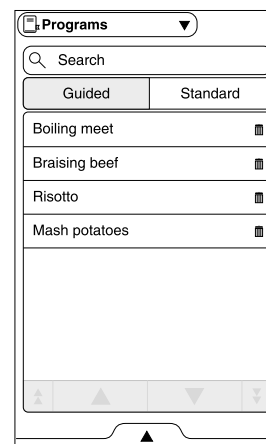 Programs
Search
Guided Standard
Boiling meet
Braising beef
Risotto
Mash potatoes